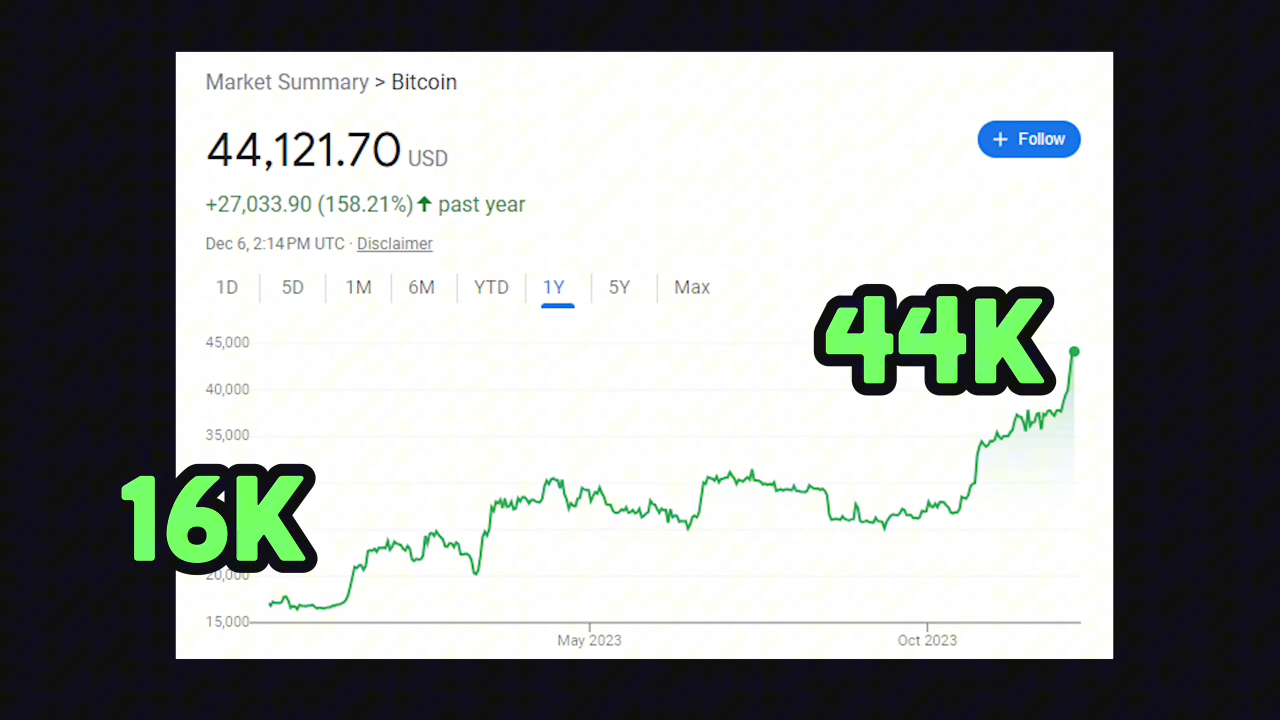 Market Summary > Bitcoin
44,121.70 USD
+ Follow
+27,033.90 (158.21%) ↑ past year
Dec 6, 2:14 PM UTC · Disclaimer
1D 5D 1M 6M YTD 1Y 5Y Max
44K
45,000
40,000
35,000
16K
20,000
15,000
May 2023 Oct 2023